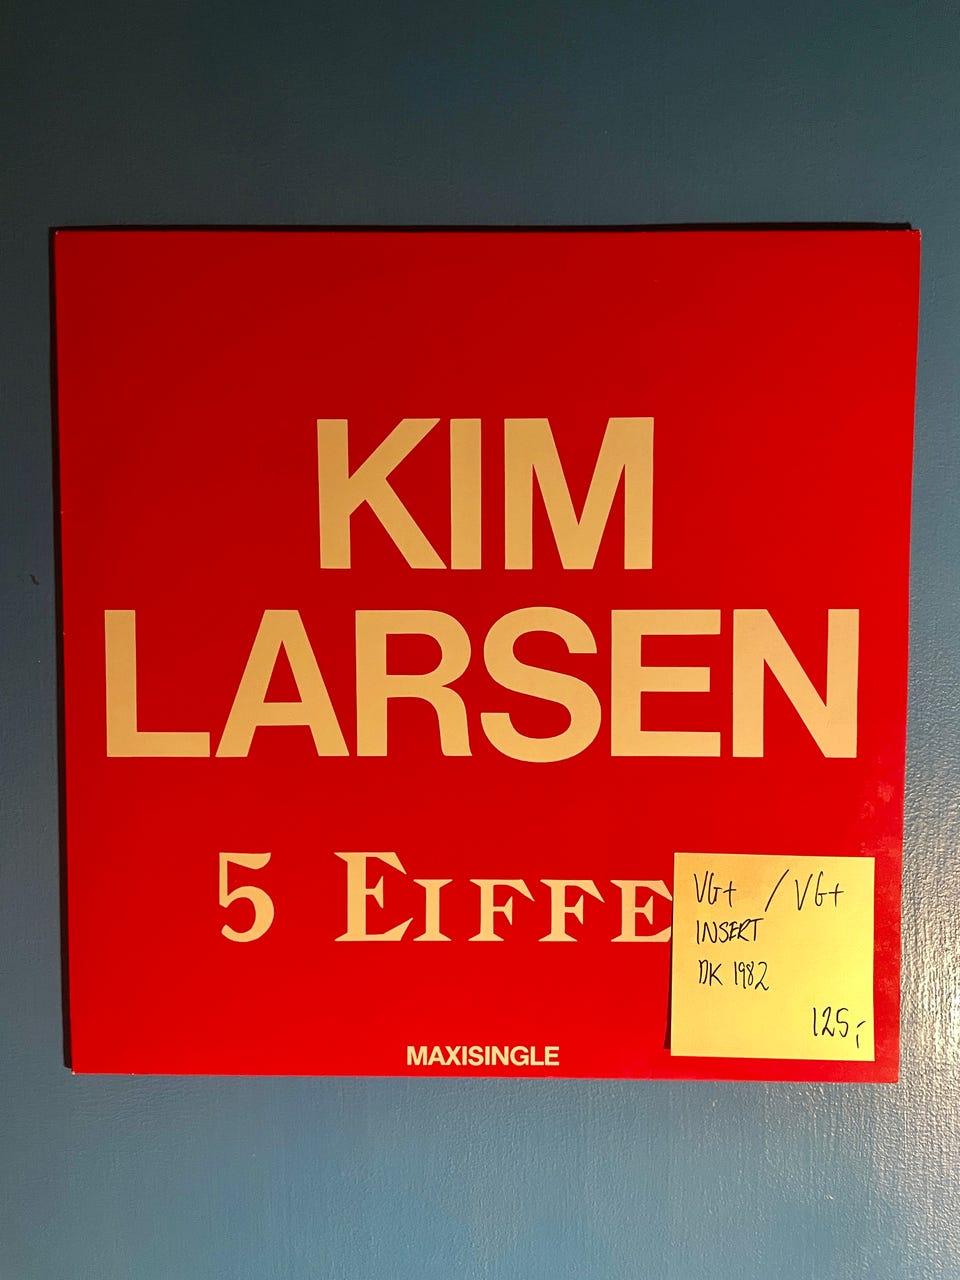 KIM
LARSEN
5 EIFFE
MAXISINGLE
VG+ / VG+
INSERT
DK 1982
125,-